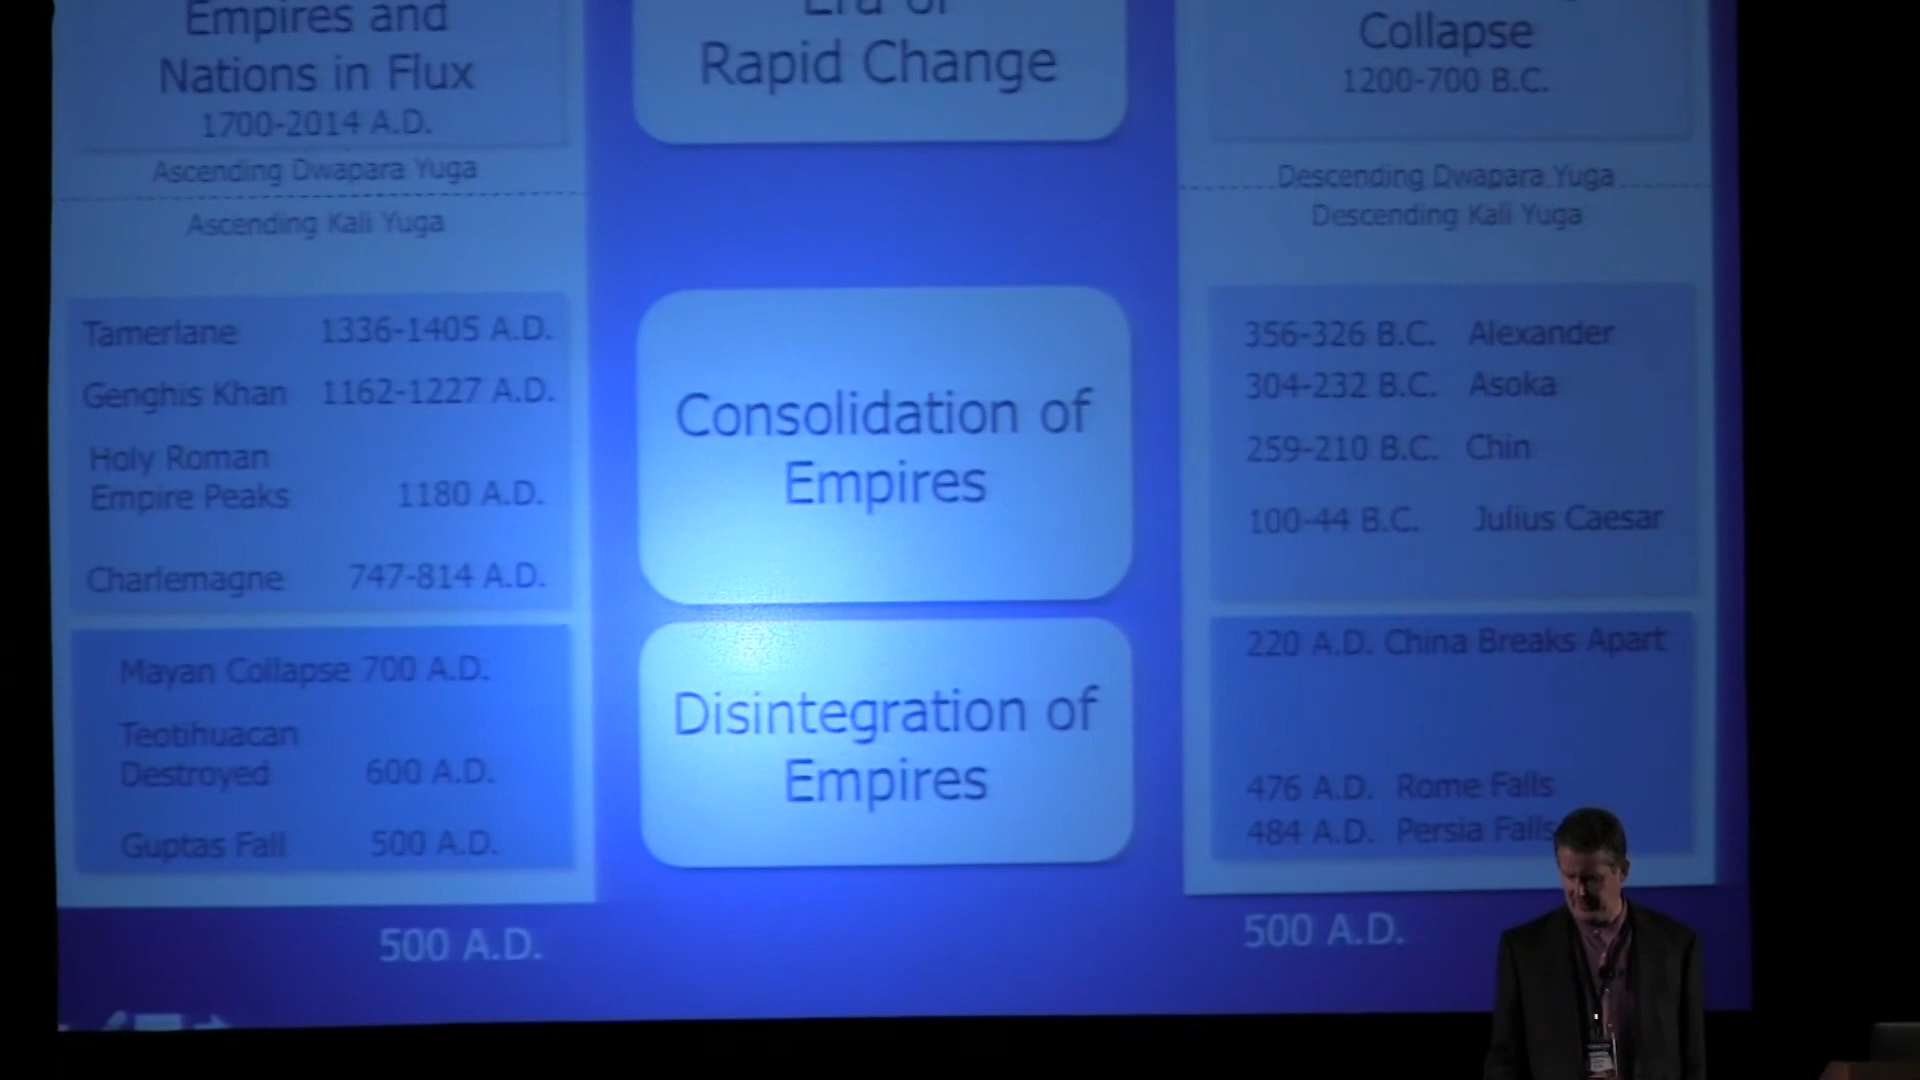 Empires and
Nations in Flux
1700-2014 A.D.
Ascending Dwapara Yuga
Ascending Kali Yuga
Tamerlane 1336-1405 A.D.
Genghis Khan 1162-1227 A.D.
Holy Roman
Empire Peaks 1180 A.D.
Charlemagne 747-814 A.D.
Mayan Collapse 700 A.D.
Teotihuacan
Destroyed 600 A.D.
Guptas Fall 500 A.D.
500 A.D.
Era of
Rapid Change
Consolidation of
Empires
Disintegration of
Empires
Collapse
1200-700 B.C.
Descending Dwapara Yuga
Descending Kali Yuga
356-326 B.C. Alexander
304-232 B.C. Asoka
259-210 B.C. Chin
100-44 B.C. Julius Caesar
220 A.D. China Breaks Apart
476 A.D. Rome Falls
484 A.D. Persia Falls
500 A.D.